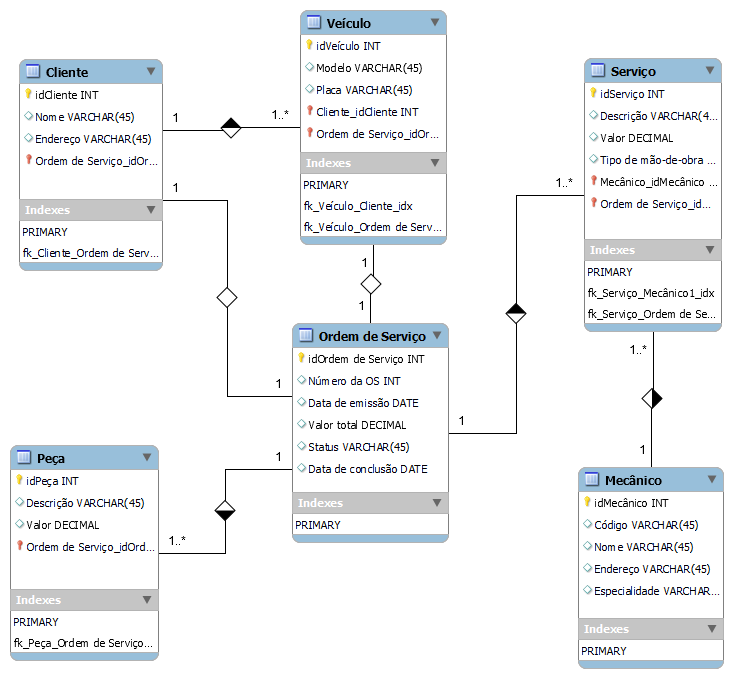 Cliente
idCliente INT
Nome VARCHAR(45)
Endereço VARCHAR(45)
Ordem de Serviço_idOr...
Indexes
PRIMARY
fk_Cliente_Ordem de Serv...
1
1..*
1
1
Veículo
idVeículo INT
Modelo VARCHAR(45)
Placa VARCHAR(45)
Cliente_idCliente INT
Ordem de Serviço_idOr...
Indexes
PRIMARY
fk_Veículo_Cliente_idx
fk_Veículo_Ordem de Serv...
1
1
Serviço
idServiço INT
Descrição VARCHAR(4...
Valor DECIMAL
Tipo de mão-de-obra ...
Mecânico_idMecânico ...
Ordem de Serviço_id...
Indexes
PRIMARY
fk_Serviço_Mecânico1_idx
fk_Serviço_Ordem de Se...
1..*
1
1..*
1
Ordem de Serviço
idOrdem de Serviço INT
Número da OS INT
Data de emissão DATE
Valor total DECIMAL
Status VARCHAR(45)
Data de conclusão DATE
Indexes
PRIMARY
1
1..*
Peça
idPeça INT
Descrição VARCHAR(45)
Valor DECIMAL
Ordem de Serviço_idOrd...
Indexes
PRIMARY
fk_Peça_Ordem de Serviço...
Mecânico
idMecânico INT
Código VARCHAR(45)
Nome VARCHAR(45)
Endereço VARCHAR(45)
Especialidade VARCHAR...
Indexes
PRIMARY